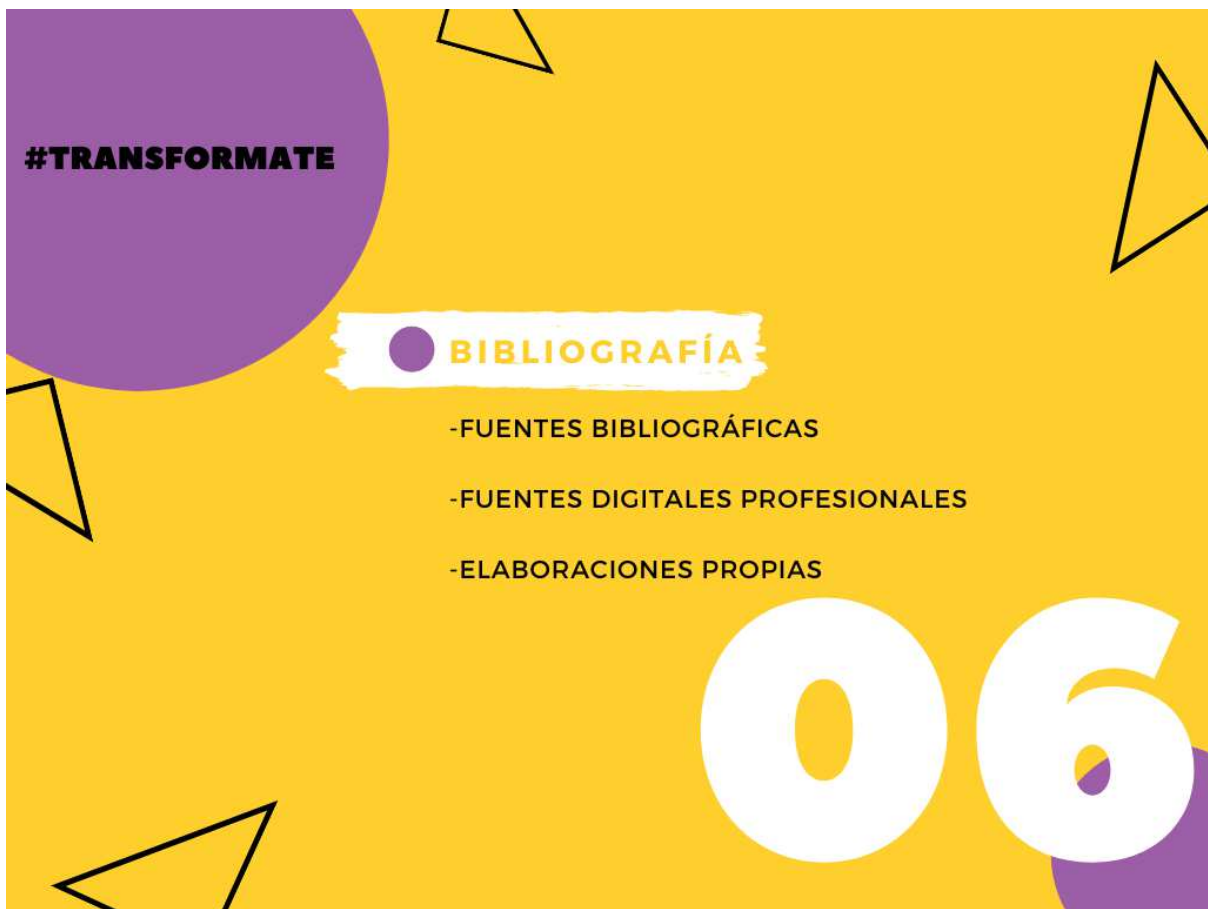 #TRANSFORMATE
BIBLIOGRAFÍA
-FUENTES BIBLIOGRÁFICAS
-FUENTES DIGITALES PROFESIONALES
-ELABORACIONES PROPIAS
06